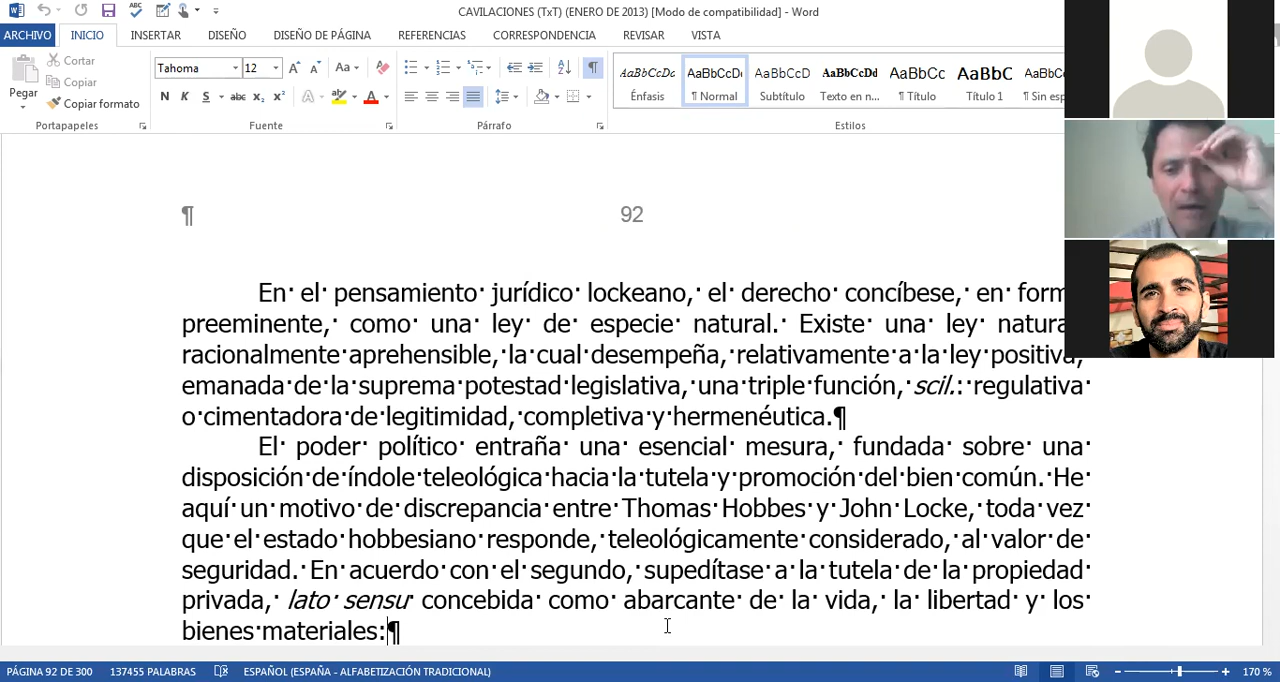 CAVILACIONES (TxT) (ENERO DE 2013) [Modo de compatibilidad] - Word
ARCHIVO INICIO INSERTAR DISEÑO DISEÑO DE PÁGINA REFERENCIAS CORRESPONDENCIA REVISAR VISTA
Pegar
Cortar
Copiar
Copiar formato
Portapapeles
Tahoma 12
Aa
N K S abc x₂ x²
Fuente
Párrafo
AaBbCcDc AaBbCcDc AaBbCcD AaBbCcDd AaBbCc AaBbC AaBbCc
Énfasis ¶ Normal Subtítulo Texto en n... ¶ Título Título 1 ¶ Sin esp
Estilos
¶ 92
En el pensamiento jurídico lockeano, el derecho concíbese, en form
preeminente, como una ley de especie natural. Existe una ley natura
racionalmente aprehensible, la cual desempeña, relativamente a la ley positiva,
emanada de la suprema potestad legislativa, una triple función, scil.: regulativa
o cimentadora de legitimidad, completiva y hermenéutica.¶
El poder político entraña una esencial mesura, fundada sobre una
disposición de índole teleológica hacia la tutela y promoción del bien común. He
aquí un motivo de discrepancia entre Thomas Hobbes y John Locke, toda vez
que el estado hobbesiano responde, teleológicamente considerado, al valor de
seguridad. En acuerdo con el segundo, supedítase a la tutela de la propiedad
privada, lato sensu concebida como abarcante de la vida, la libertad y los
bienes materiales:¶
PÁGINA 92 DE 300 137455 PALABRAS ESPAÑOL (ESPAÑA - ALFABETIZACIÓN TRADICIONAL) 170 %